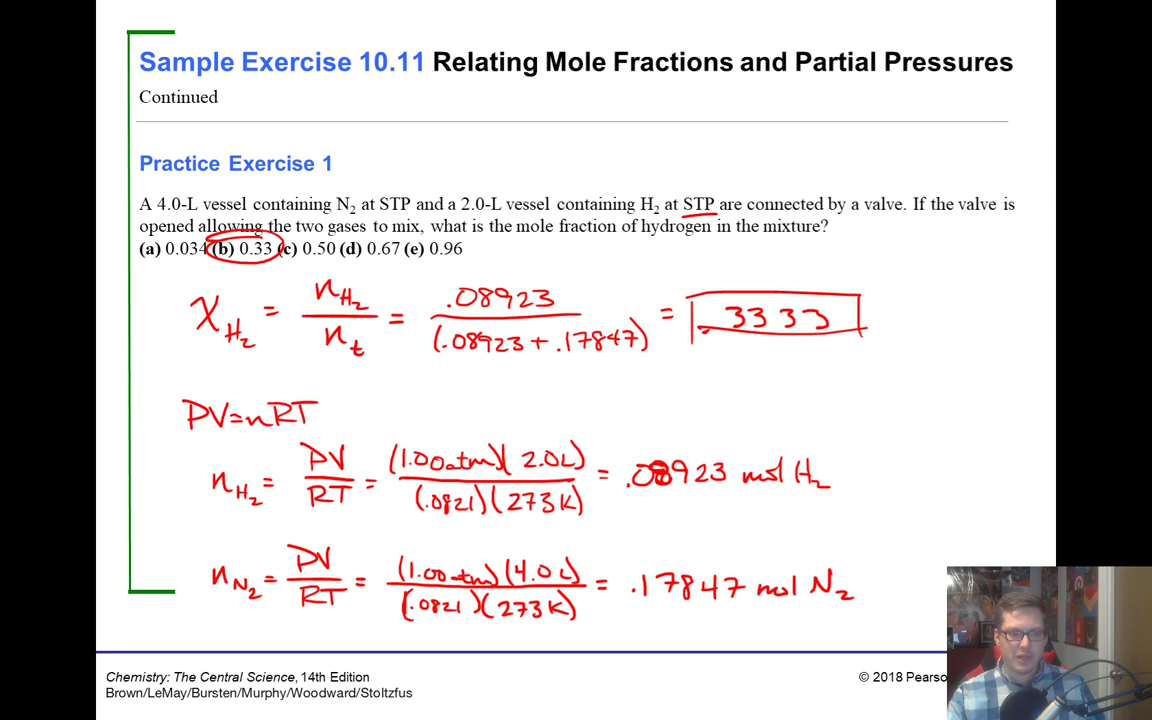 Sample Exercise 10.11 Relating Mole Fractions and Partial Pressures
Continued
Practice Exercise 1
A 4.0-L vessel containing N₂ at STP and a 2.0-L vessel containing H₂ at STP are connected by a valve. If the valve is
opened allowing the two gases to mix, what is the mole fraction of hydrogen in the mixture?
(a) 0.034 (b) 0.33 (c) 0.50 (d) 0.67 (e) 0.96
χ_H₂ = n_H₂ / n_t = .08923 / (.08923 + .17847) = .3333
PV=nRT
n_H₂ = PV / RT = (1.00atm)(2.0L) / (.0821)(273K) = .08923 mol H₂
n_N₂ = PV / RT = (1.00atm)(4.0L) / (.0821)(273K) = .17847 mol N₂
Chemistry: The Central Science, 14th Edition
Brown/LeMay/Bursten/Murphy/Woodward/Stoltzfus
© 2018 Pearso